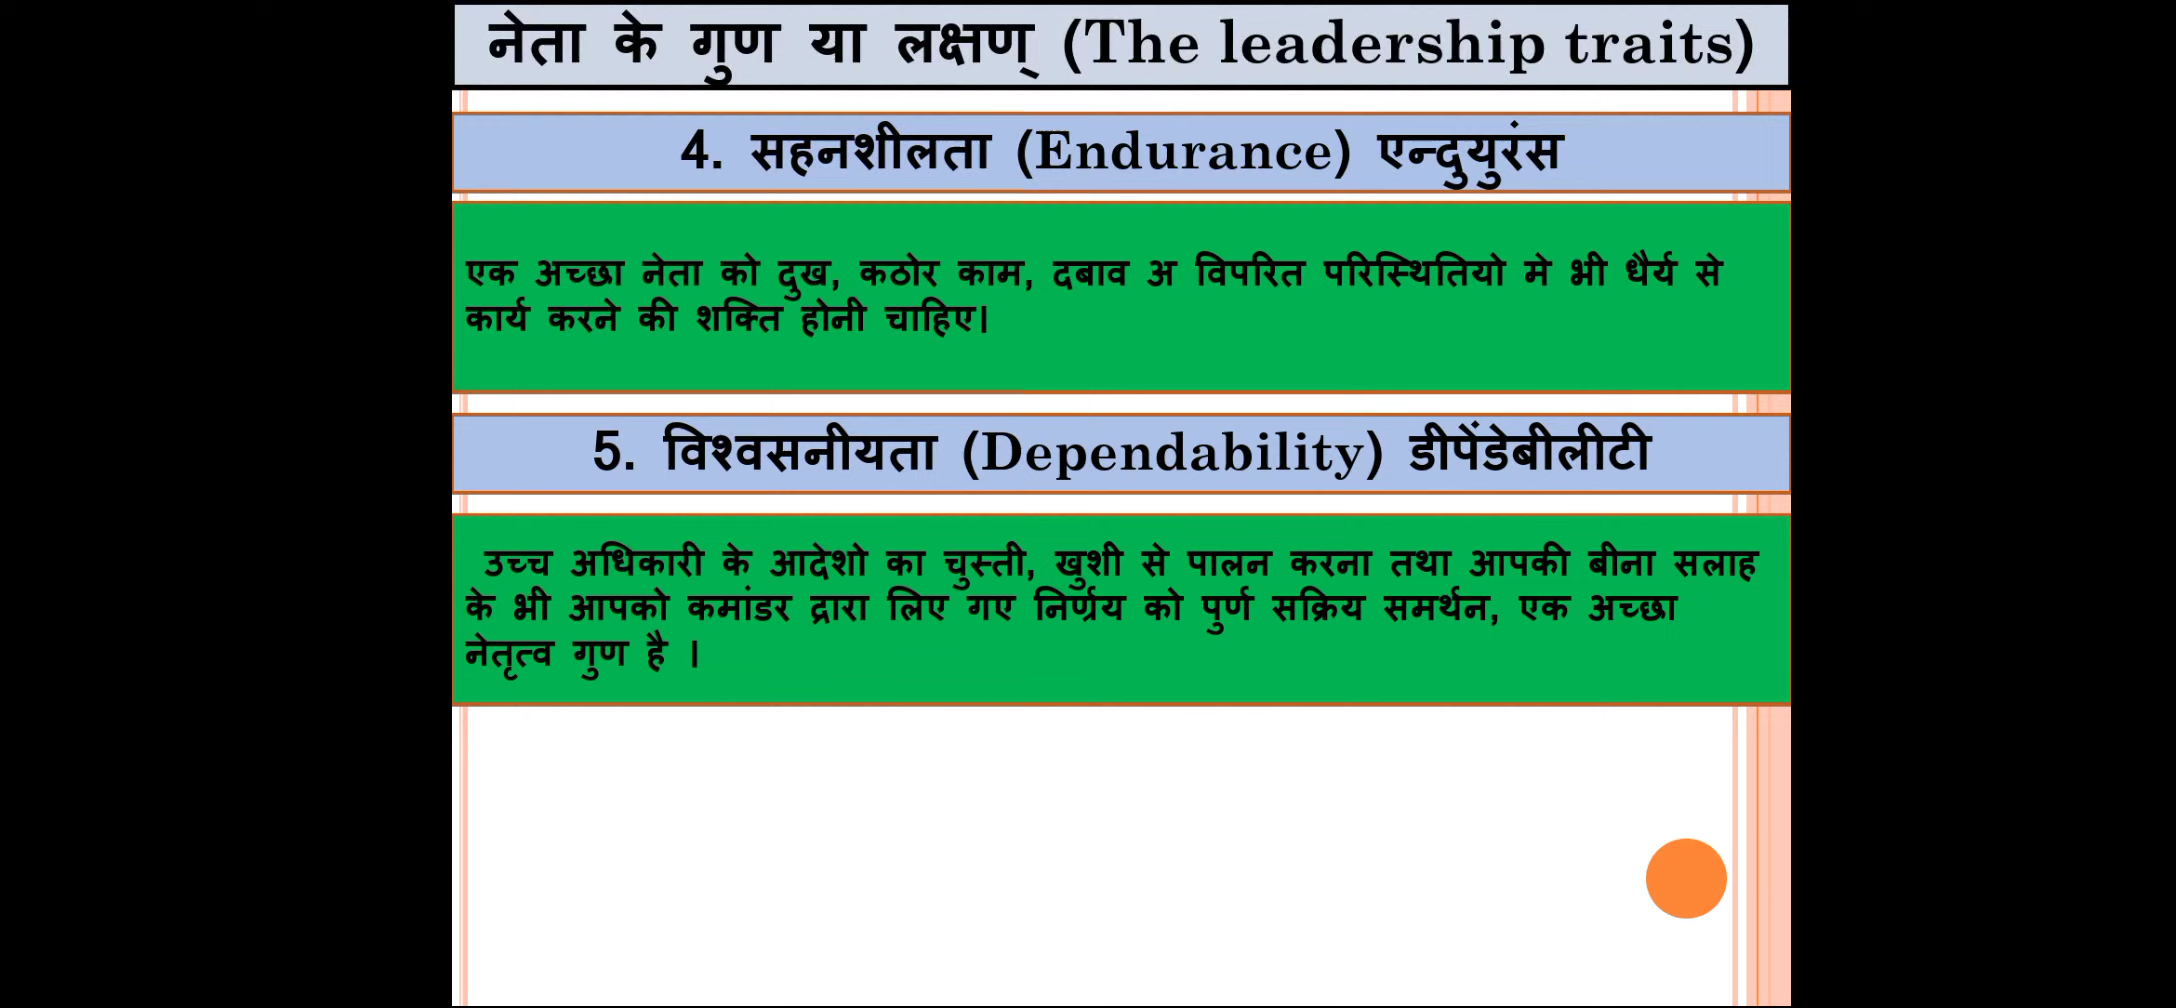 नेता के गुण या लक्षण् (The leadership traits)
4. सहनशीलता (Endurance) एन्दुयुरंस
एक अच्छा नेता को दुख, कठोर काम, दबाव अ विपरित परिस्थितियो मे भी धैर्य से
कार्य करने की शक्ति होनी चाहिए।
5. विश्वसनीयता (Dependability) डीपेंडेबीलीटी
उच्च अधिकारी के आदेशो का चुस्ती, खुशी से पालन करना तथा आपकी बीना सलाह
के भी आपको कमांडर द्रारा लिए गए निर्ण्रय को पुर्ण सक्रिय समर्थन, एक अच्छा
नेतृत्व गुण है ।